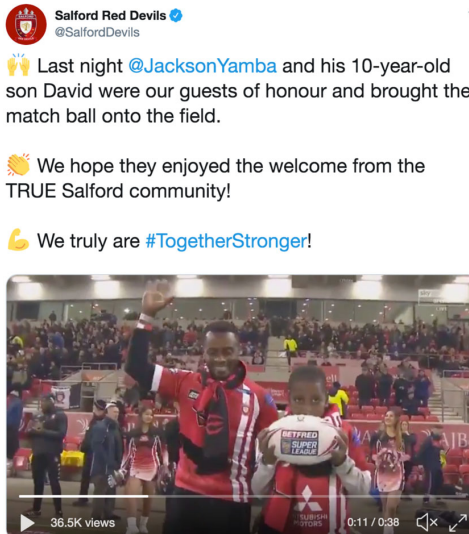 Salford Red Devils
@SalfordDevils
🙌 Last night @JacksonYamba and his 10-year-old
son David were our guests of honour and brought the
match ball onto the field.
👏 We hope they enjoyed the welcome from the
TRUE Salford community!
💪 We truly are #TogetherStronger!
BETFRED
SUPER
LEAGUE
MOTORS
36.5K views
0:11 / 0:38